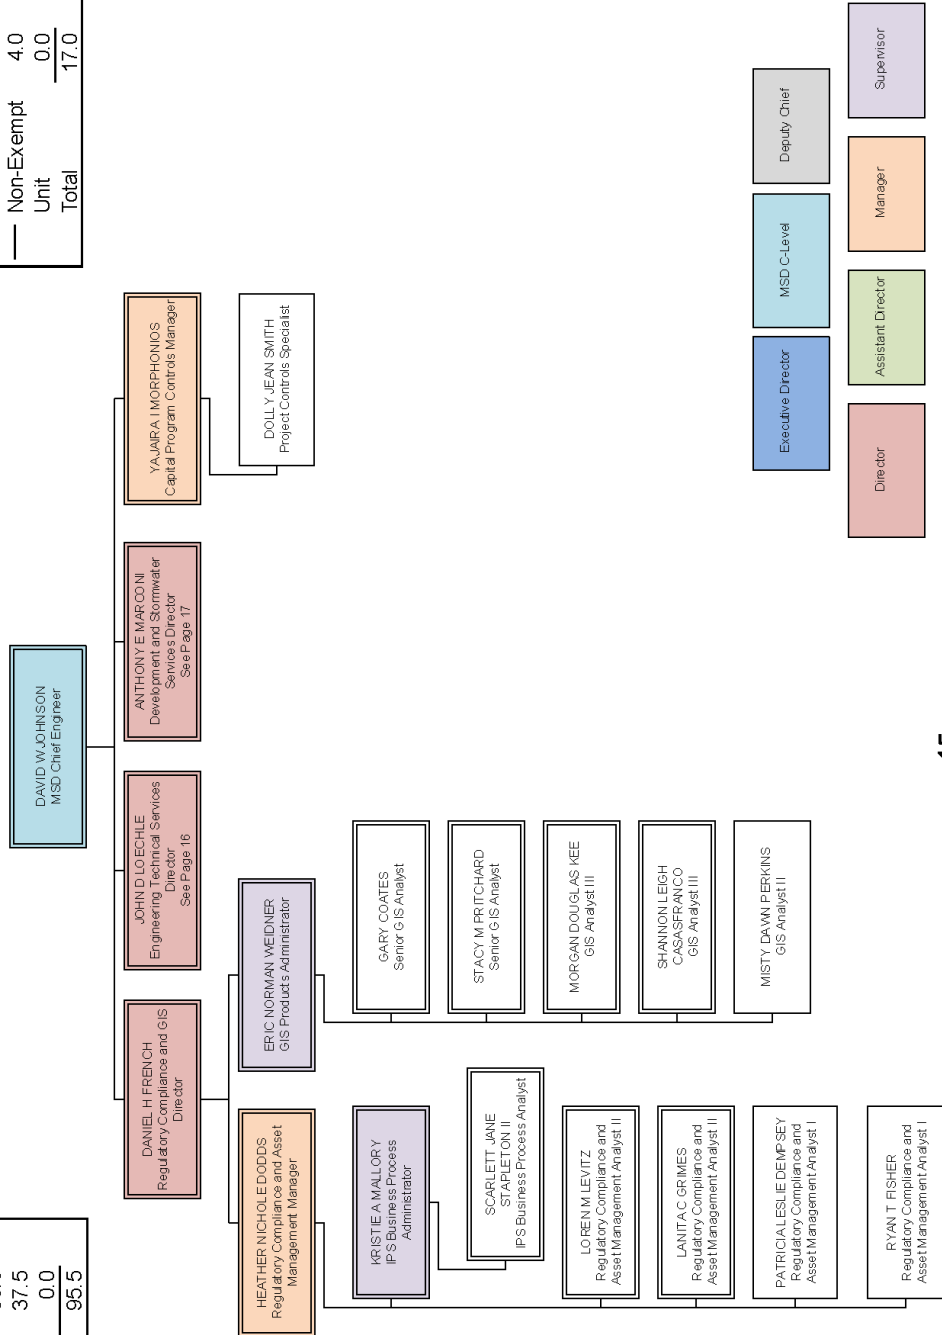 37.5
0.0
95.5
Non-Exempt 4.0
Unit 0.0
Total 17.0
DAVID W JOHNSON
MSD Chief Engineer
DANIEL H FRENCH
Regulatory Compliance and GIS
Director
JOHN D LOECHLE
Engineering Technical Services
Director
See Page 16
ANTHONY E MARCONI
Development and Stormwater
Services Director
See Page 17
YAJAIRA I MORPHONIOS
Capital Program Controls Manager
HEATHER NICHOLE DODDS
Regulatory Compliance and Asset
Management Manager
ERIC NORMAN WEIDNER
GIS Products Administrator
DOLLY JEAN SMITH
Project Controls Specialist
KRISTIE A MALLORY
IPS Business Process
Administrator
SCARLETT JANE
STAPLETON II
IPS Business Process Analyst
LOREN M LEVITZ
Regulatory Compliance and
Asset Management Analyst II
LANITA C GRIMES
Regulatory Compliance and
Asset Management Analyst II
PATRICIA LESLIE DEMPSEY
Regulatory Compliance and
Asset Management Analyst I
RYAN T FISHER
Regulatory Compliance and
Asset Management Analyst I
GARY COATES
Senior GIS Analyst
STACY M PRITCHARD
Senior GIS Analyst
MORGAN DOUGLAS KEE
GIS Analyst III
SHANNON LEIGH
CASASFRANCO
GIS Analyst III
MISTY DAWN PERKINS
GIS Analyst II
Executive Director
MSD C-Level
Deputy Chief
Director
Assistant Director
Manager
Supervisor